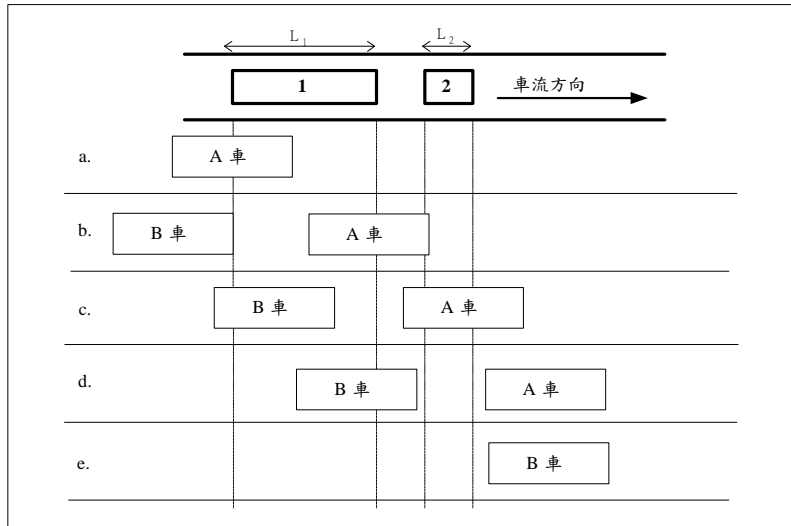 L1 L2
1 2 車流方向
a. A 車
b. B 車 A 車
c. B 車 A 車
d. B 車 A 車
e. B 車